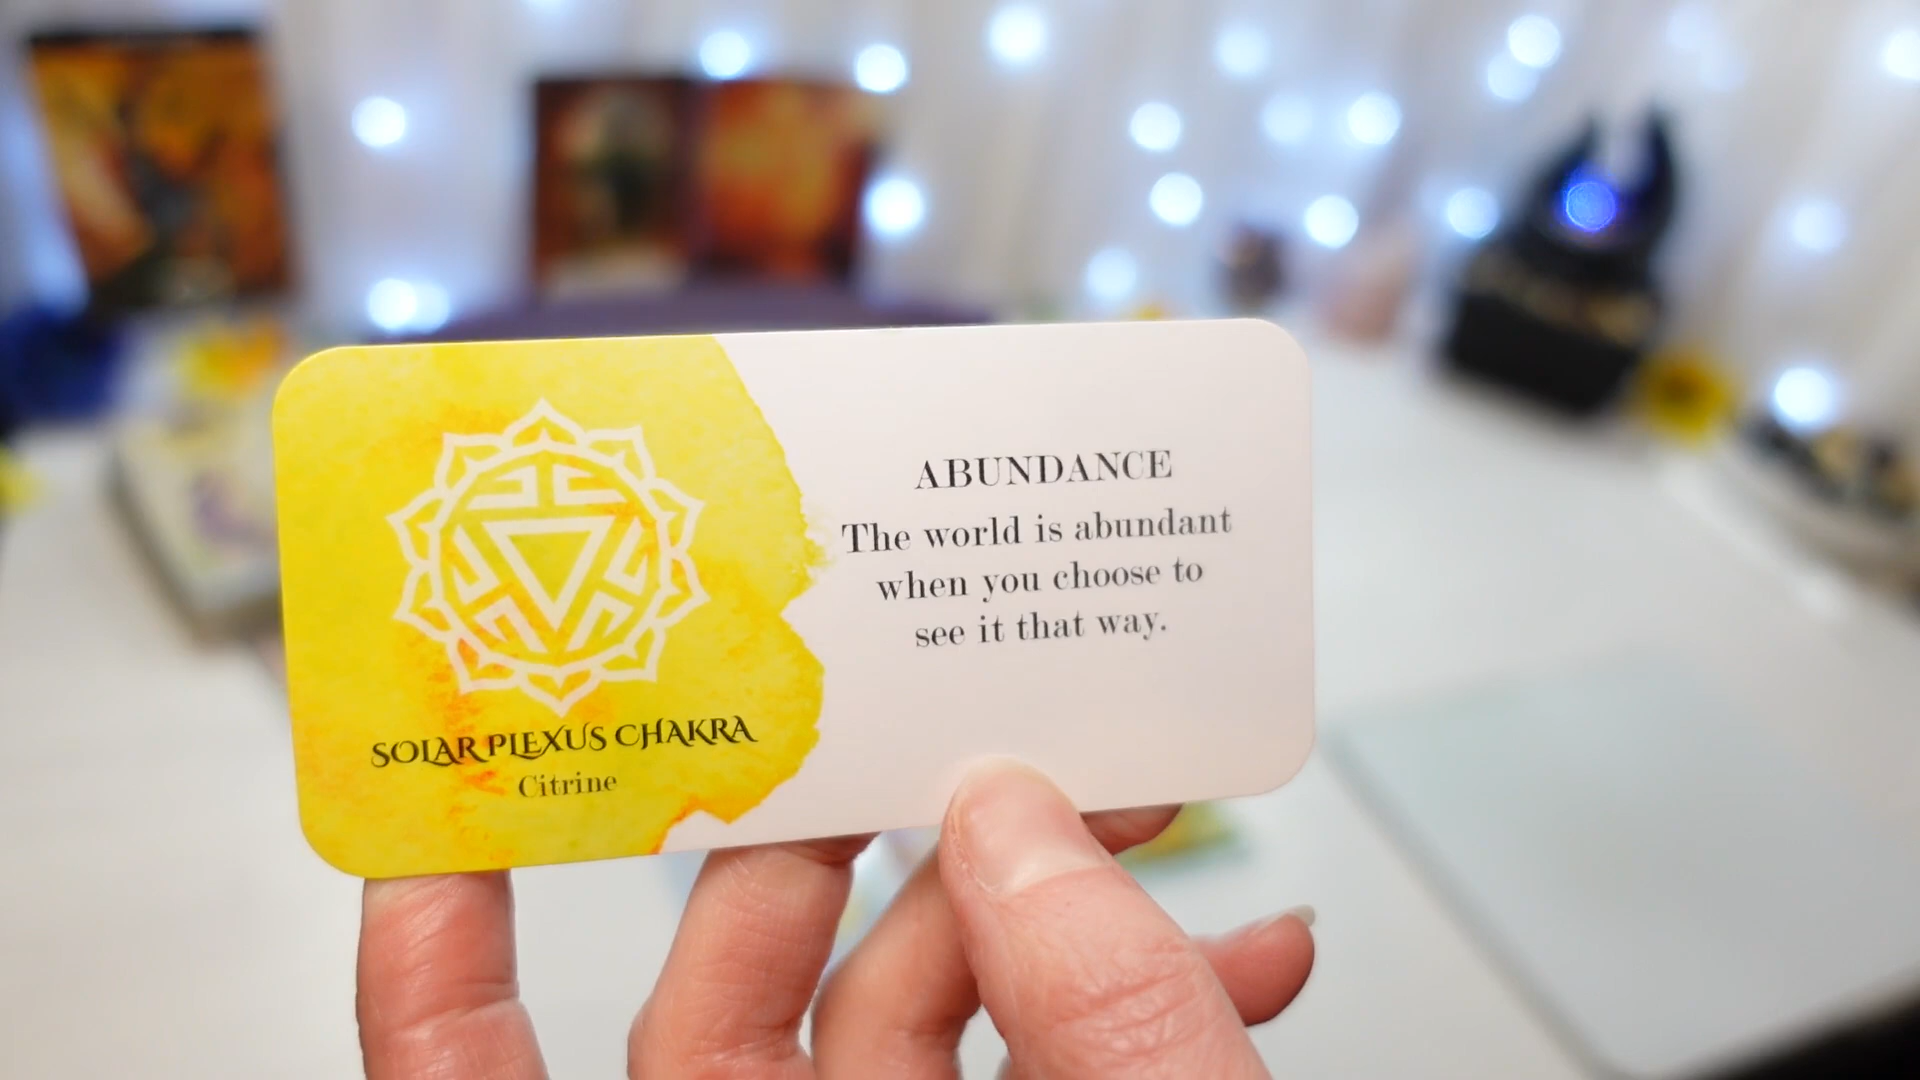 SOLAR PLEXUS CHAKRA
Citrine
ABUNDANCE
The world is abundant
when you choose to
see it that way.